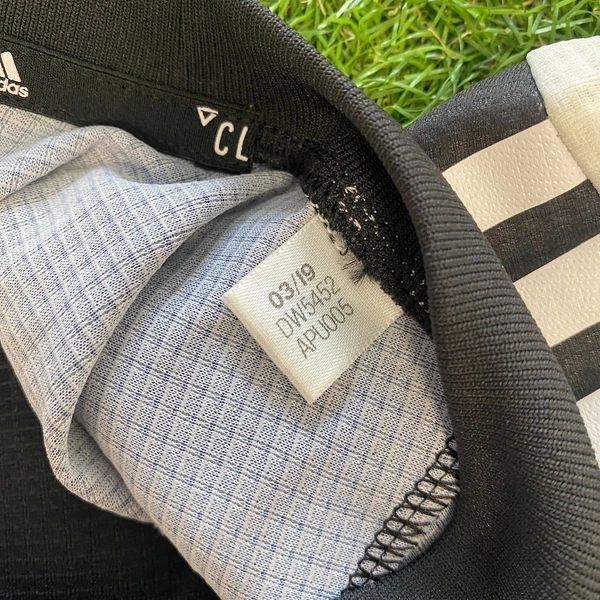 adidas
CL
03/19
DW5452
APU005